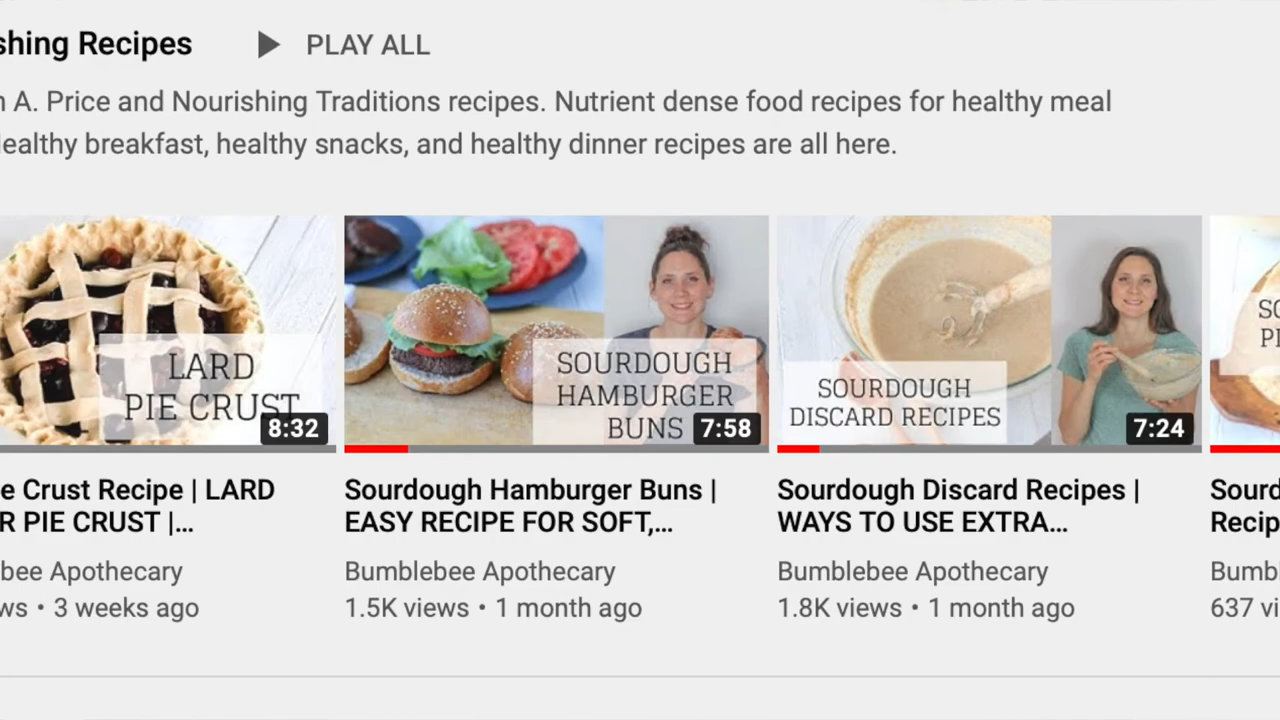 shing Recipes
PLAY ALL
A. Price and Nourishing Traditions recipes. Nutrient dense food recipes for healthy meal
ealthy breakfast, healthy snacks, and healthy dinner recipes are all here.
LARD
PIE CRUST
8:32
SOURDOUGH
HAMBURGER
BUNS
7:58
SOURDOUGH
DISCARD RECIPES
7:24
SO
PI
e Crust Recipe | LARD
R PIE CRUST |...
bee Apothecary
ws • 3 weeks ago
Sourdough Hamburger Buns |
EASY RECIPE FOR SOFT,...
Bumblebee Apothecary
1.5K views • 1 month ago
Sourdough Discard Recipes |
WAYS TO USE EXTRA...
Bumblebee Apothecary
1.8K views • 1 month ago
Sourd
Recip
Bumb
637 vi